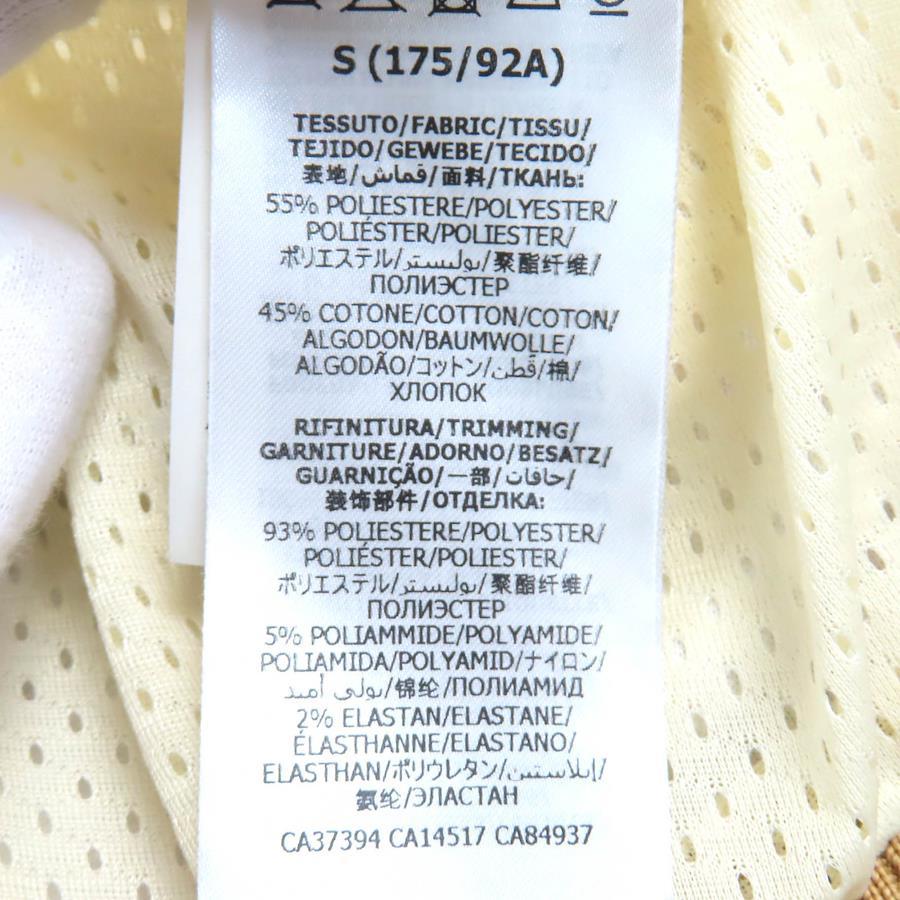 S (175/92A)
TESSUTO/FABRIC/TISSU/
TEJIDO/GEWEBE/TECIDO/
表地/قماش/面料/ТКАНЬ:
55% POLIESTERE/POLYESTER/
POLIÉSTER/POLIESTER/
ポリエステル/بوليستر/聚酯纤维/
ПОЛИЭСТЕР
45% COTONE/COTTON/COTON/
ALGODON/BAUMWOLLE/
ALGODÃO/コットン/قطن/棉/
ХЛОПОК
RIFINITURA/TRIMMING/
GARNITURE/ADORNO/BESATZ/
GUARNIÇÃO/一部/حافات/
装饰部件/ОТДЕЛКА:
93% POLIESTERE/POLYESTER/
POLIÉSTER/POLIESTER/
ポリエステル/بوليستر/聚酯纤维/
ПОЛИЭСТЕР
5% POLIAMMIDE/POLYAMIDE/
POLIAMIDA/POLYAMID/ナイロン/
بولي أميد/锦纶/ПОЛИАМИД
2% ELASTAN/ELASTANE/
ÉLASTHANNE/ELASTANO/
ELASTHAN/ポリウレタン/إيلاستين/
氨纶/ЭЛАСТАН
CA37394 CA14517 CA84937